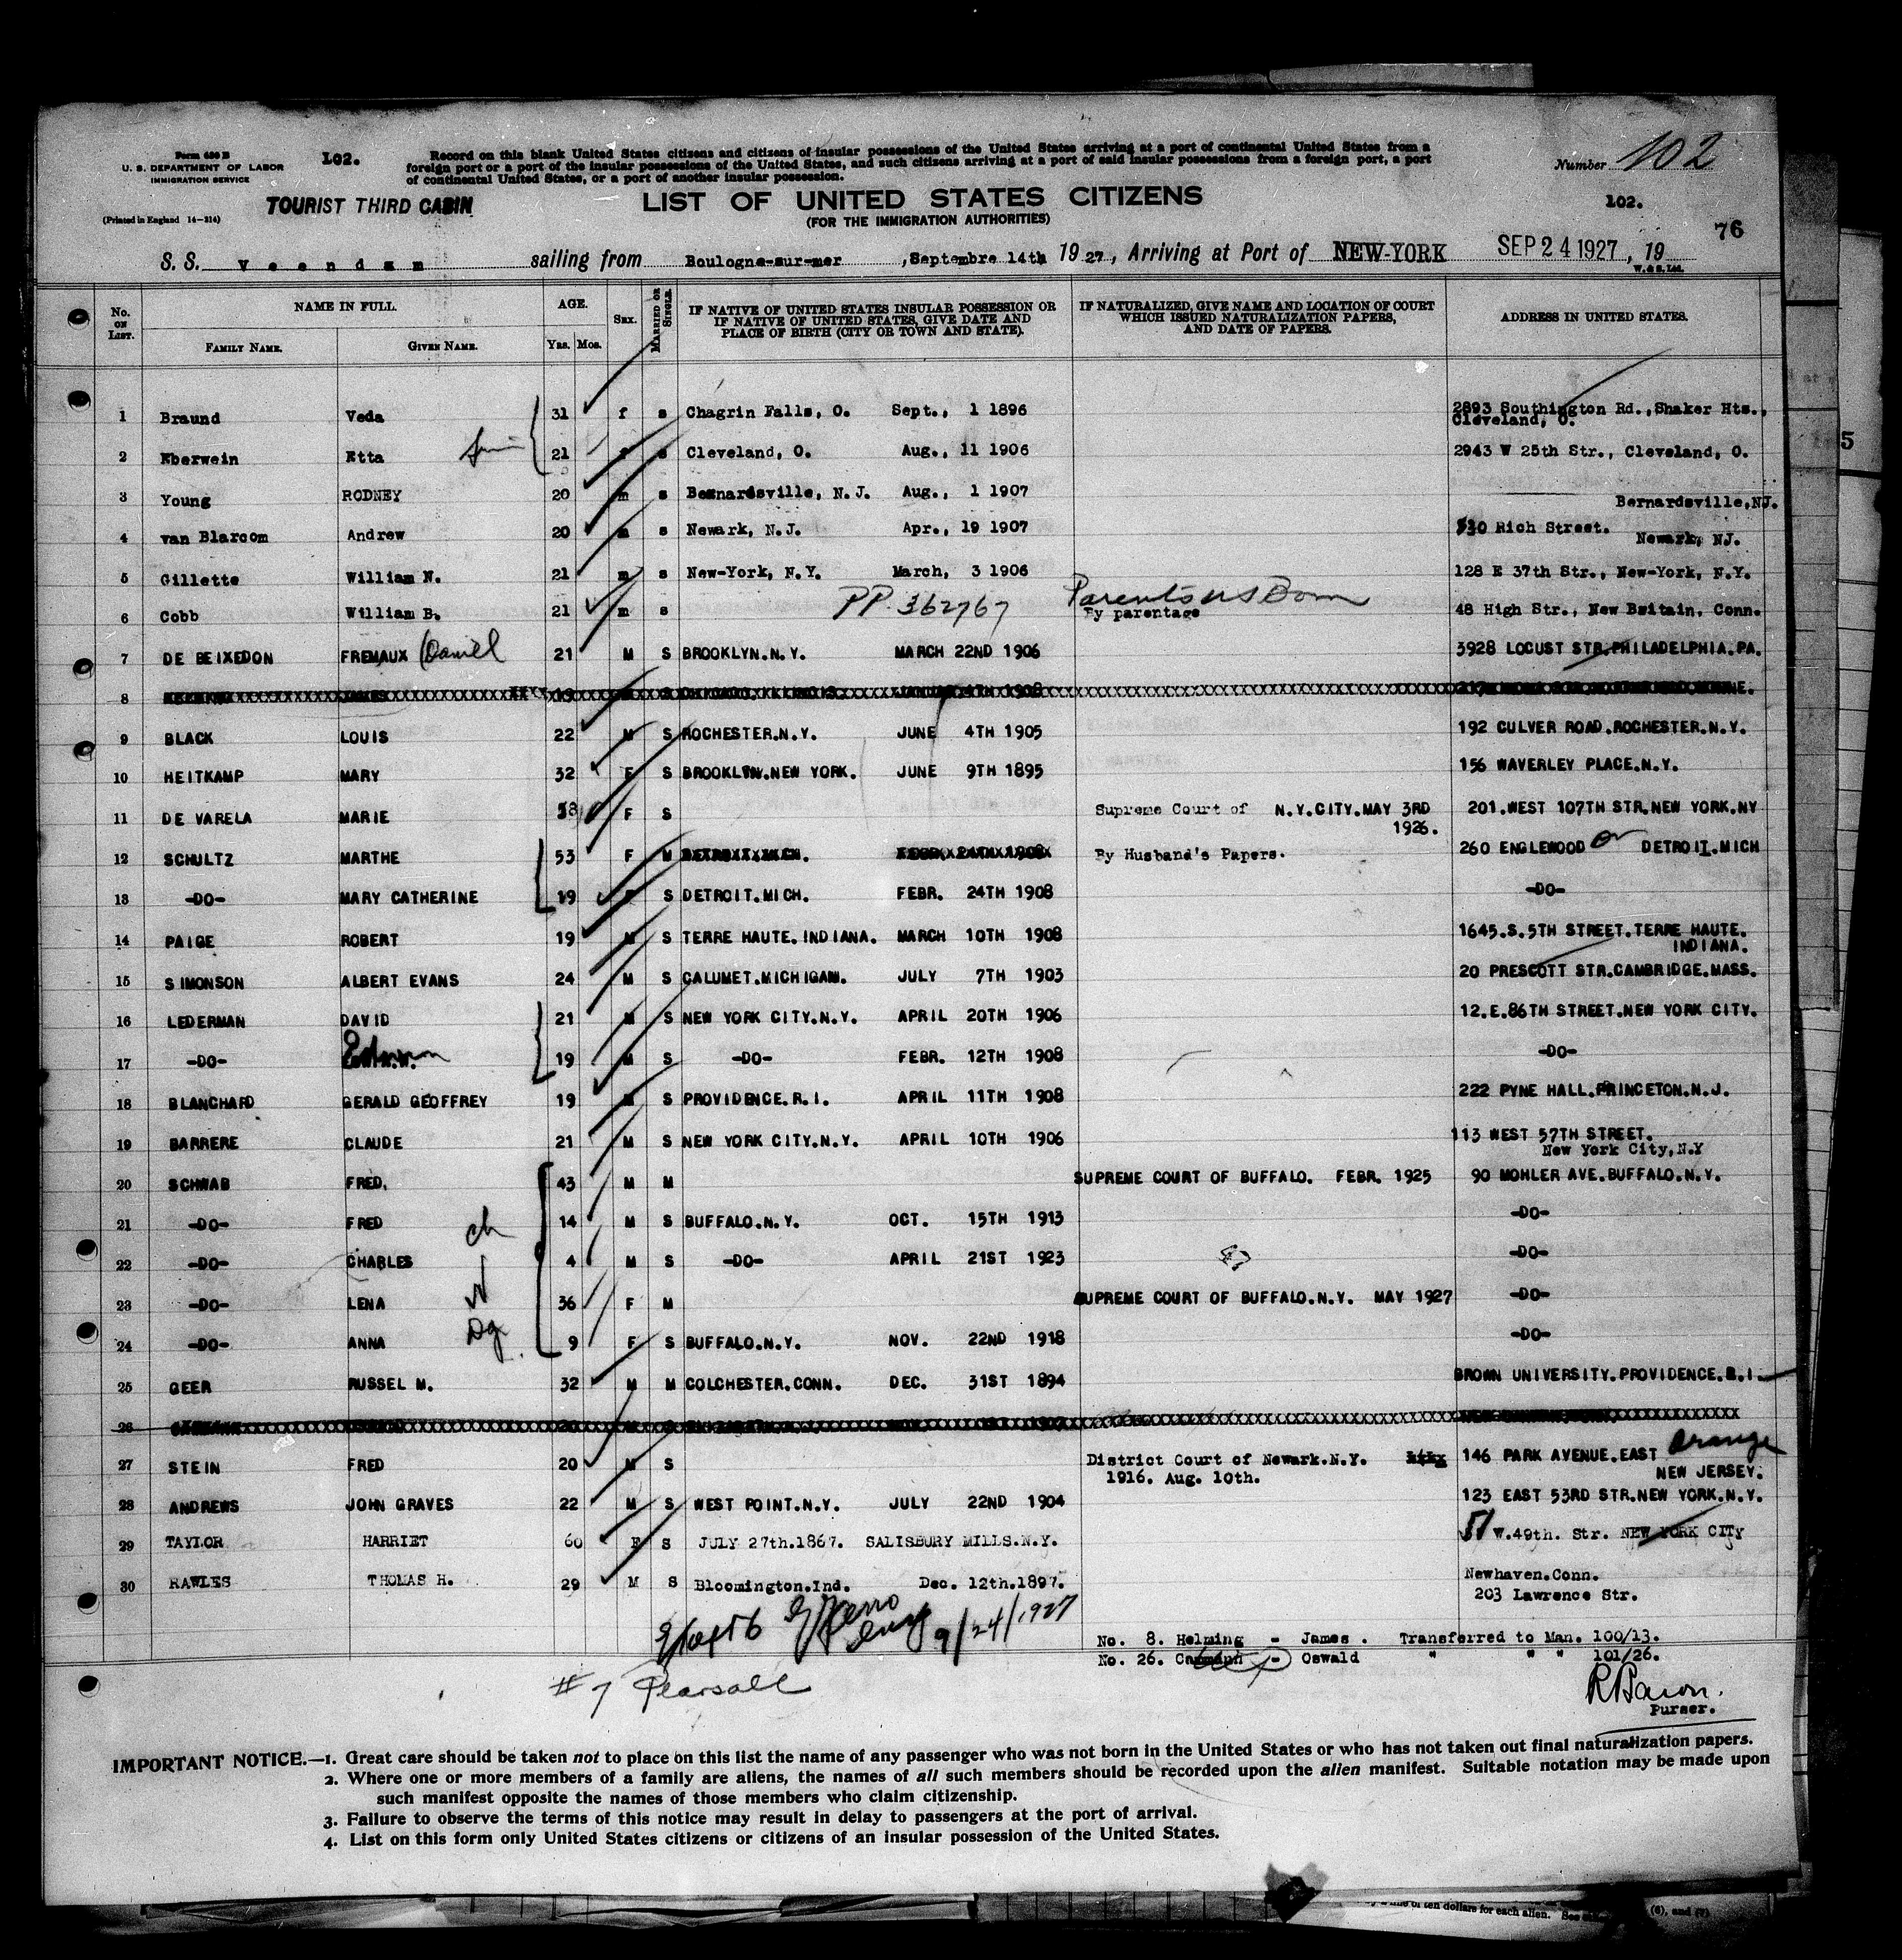 Form 630 B
U. S. DEPARTMENT OF LABOR
IMMIGRATION SERVICE
102.
Record on this blank United States citizens and citizens of insular possessions of the United States arriving at a port of continental United States from a
foreign port or a port of the insular possessions of the United States, and such citizens arriving at a port of said insular possessions from a foreign port, a port
of continental United States, or a port of another insular possession.
Number 102
(Printed in England 14-214)
TOURIST THIRD CABIN
LIST OF UNITED STATES CITIZENS
(FOR THE IMMIGRATION AUTHORITIES)
102.
76
S. S. Veendam sailing from Boulogne-sur-mer, Septembre 14th 1927, Arriving at Port of NEW-YORK SEP 24 1927, 19
W. & S. Ltd.
No. ON LIST. NAME IN FULL. AGE. SEX. MARRIED OR SINGLE. IF NATIVE OF UNITED STATES INSULAR POSSESSION OR IF NATIVE OF UNITED STATES, GIVE DATE AND PLACE OF BIRTH (CITY OR TOWN AND STATE). IF NATURALIZED, GIVE NAME AND LOCATION OF COURT WHICH ISSUED NATURALIZATION PAPERS, AND DATE OF PAPERS. ADDRESS IN UNITED STATES.
FAMILY NAME. GIVEN NAME. YRS. MOS.
1 Braund Veda 31 f s Chagrin Falls, O. Sept., 1 1896 2893 Southington Rd., Shaker Hts.,
Cleveland, O.
2 Eberwein Etta 21 f s Cleveland, O. Aug., 11 1906 2943 W 25th Str., Cleveland, O.
3 Young RODNEY 20 m s Bernardsville, N.J. Aug., 1 1907 Bernardsville, NJ.
4 van Blarcom Andrew 20 m s Newark, N.J. Apr., 19 1907 530 Rich Street.
Newark, NJ.
5 Gillette William N. 21 m s New-York, N.Y. March, 3 1906 128 E 37th Str., New-York, N.Y.
6 Cobb William B. 21 m s PP. 362767 Parents US Born
By parentage 48 High Str., New Britain, Conn.
7 DE BEIXEDON FREMAUX (Daniel 21 M S BROOKLYN.N.Y. MARCH 22ND 1906 3928 LOCUST STR.PHILADELPHIA.PA.
8
9 BLACK LOUIS 22 M S ROCHESTER.N.Y. JUNE 4TH 1905 192 CULVER ROAD.ROCHESTER.N.Y.
10 HEITKAMP MARY 32 F S BROOKLYN.NEW YORK. JUNE 9TH 1895 156 WAVERLEY PLACE.N.Y.
11 DE VARELA MARIE 38 F S Supreme Court of N.Y.CITY.MAY 3RD
1926. 201.WEST 107TH STR.NEW YORK.NY
12 SCHULTZ MARTHE 53 F M By Husband's Papers. 260 ENGLEWOOD DETROIT.MICH
13 -DO- MARY CATHERINE 19 F S DETROIT.MICH. FEBR. 24TH 1908 -DO-
14 PAIGE ROBERT 19 M S TERRE HAUTE. INDIANA. MARCH 10TH 1908 1645.S.5TH STREET.TERRE HAUTE.
INDIANA.
15 SIMONSON ALBERT EVANS 24 M S CALUMET.MICHIGAN. JULY 7TH 1903 20 PRESCOTT STR.CAMBRIDGE.MASS.
16 LEDERMAN DAVID 21 M S NEW YORK CITY.N.Y. APRIL 20TH 1906 12.E.86TH STREET.NEW YORK CITY.
17 -DO- 19 M S -DO- FEBR. 12TH 1908 -DO-
18 BLANCHARD GERALD GEOFFREY 19 M S PROVIDENCE.R.I. APRIL 11TH 1908 222 PYNE HALL.PRINCETON.N.J.
19 BARRERE CLAUDE 21 M S NEW YORK CITY.N.Y. APRIL 10TH 1906 113 WEST 57TH STREET.
New York City, N.Y
20 SCHWAB FRED. 43 M M SUPREME COURT OF BUFFALO. FEBR. 1925 90 MOHLER AVE.BUFFALO.N.Y.
21 -DO- FRED ch 14 M S BUFFALO.N.Y. OCT. 15TH 1913 -DO-
22 -DO- CHARLES 4 M S -DO- APRIL 21ST 1923 -DO-
23 -DO- LENA W 36 F M SUPREME COURT OF BUFFALO.N.Y. MAY 1927 -DO-
24 -DO- ANNA Dg 9 F S BUFFALO.N.Y. NOV. 22ND 1918 -DO-
25 GEER RUSSEL M. 32 M M COLCHESTER.CONN. DEC. 31ST 1894 BROWN UNIVERSITY.PROVIDENCE.R.I.
26
27 STEIN FRED 20 M S District Court of Newark.N.Y.
1916. Aug. 10th. 146 PARK AVENUE.EAST Orange
NEW JERSEY.
28 ANDREWS JOHN GRAVES 22 M S WEST POINT.N.Y. JULY 22ND 1904 123 EAST 53RD STR.NEW YORK.N.Y.
29 TAYLOR HARRIET 60 F S JULY 27th.1867. SALISBURY MILLS.N.Y. 51 W.49th. Str. NEW YORK CITY
30 RAWLES THOMAS H. 29 M S Bloomington.Ind. Dec. 12th.1897. Newhaven.Conn.
203 Lawrence Str.
9/24/1927
No. 8. Helming - James. Transferred to Man. 100/13.
No. 26. - Oswald " " " 101/26.
#7 Pearsall
R Baron.
Purser.
IMPORTANT NOTICE.—1. Great care should be taken not to place on this list the name of any passenger who was not born in the United States or who has not taken out final naturalization papers.
2. Where one or more members of a family are aliens, the names of all such members should be recorded upon the alien manifest. Suitable notation may be made upon
such manifest opposite the names of those members who claim citizenship.
3. Failure to observe the terms of this notice may result in delay to passengers at the port of arrival.
4. List on this form only United States citizens or citizens of an insular possession of the United States.
of ten dollars for each alien. See
(6), and (7)
5